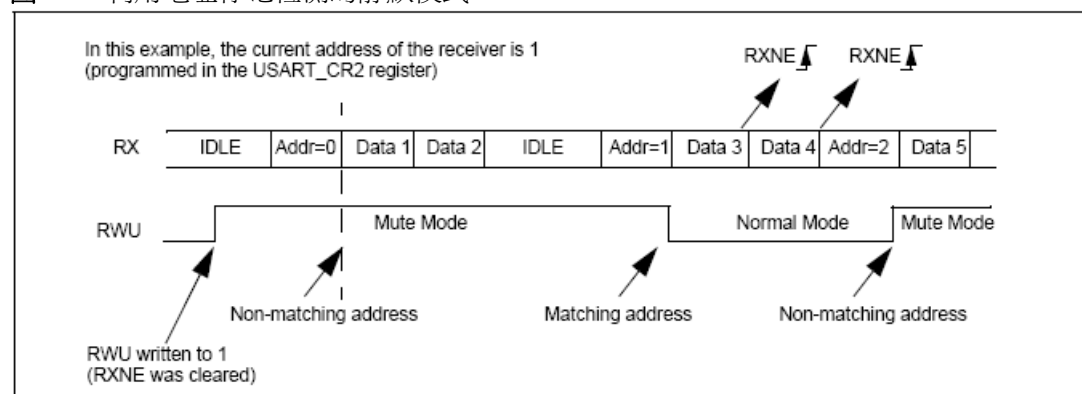 In this example, the current address of the receiver is 1
(programmed in the USART_CR2 register)
RXNE RXNE
RX IDLE Addr=0 Data 1 Data 2 IDLE Addr=1 Data 3 Data 4 Addr=2 Data 5
RWU Mute Mode Normal Mode Mute Mode
Non-matching address Matching address Non-matching address
RWU written to 1
(RXNE was cleared)